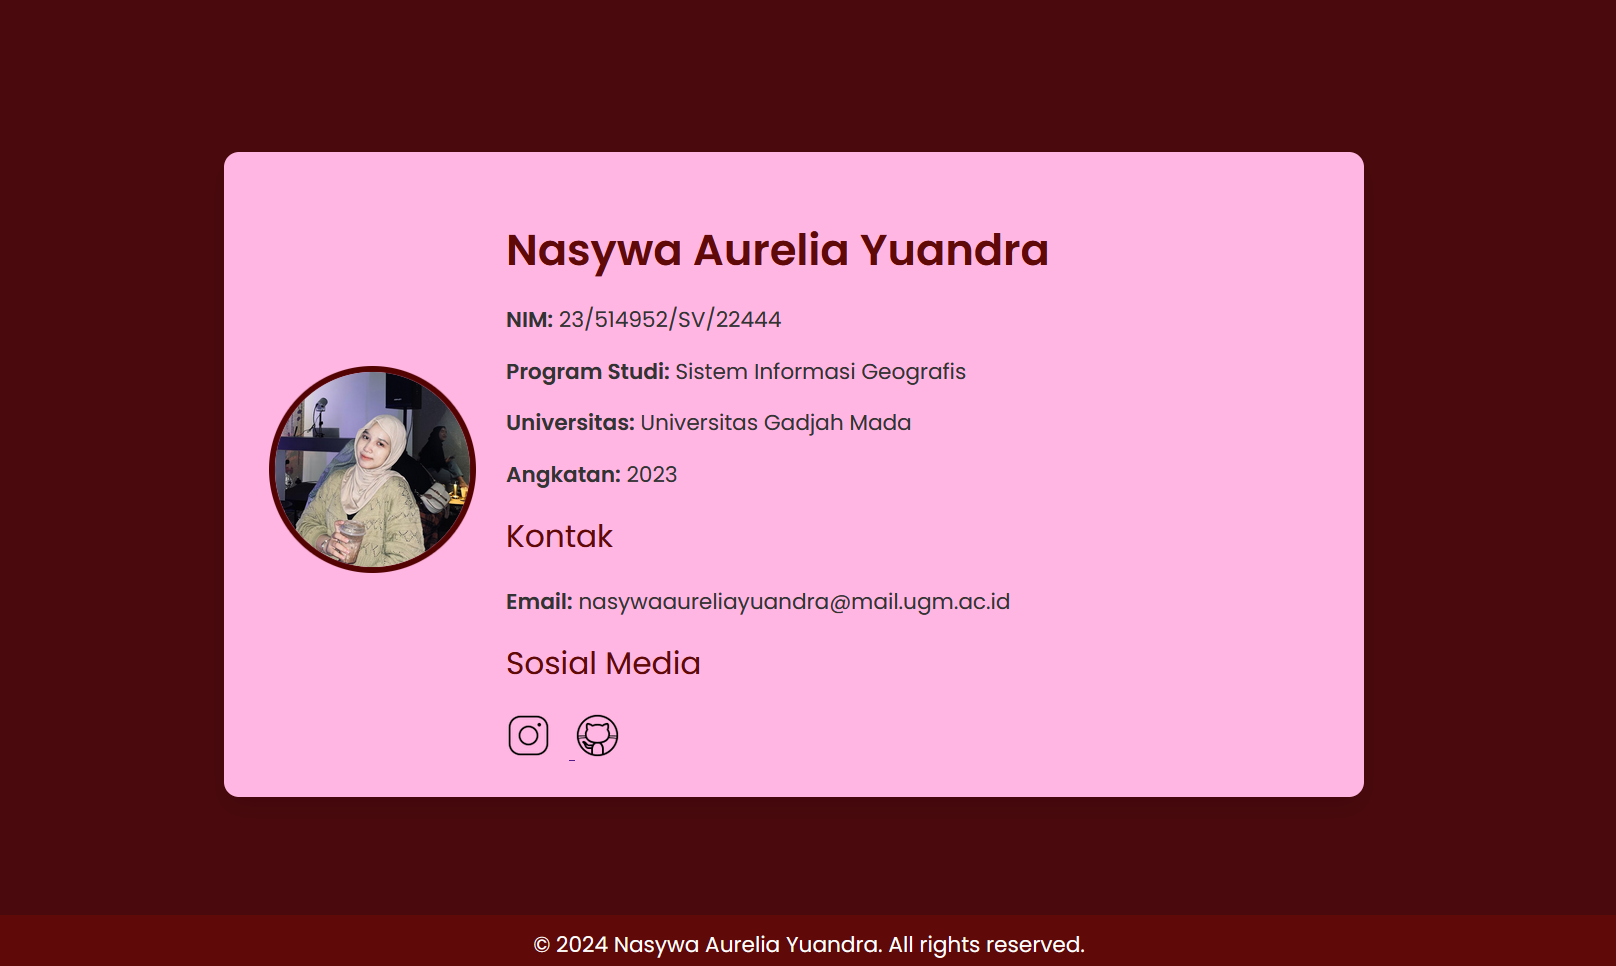 Nasywa Aurelia Yuandra
NIM: 23/514952/SV/22444
Program Studi: Sistem Informasi Geografis
Universitas: Universitas Gadjah Mada
Angkatan: 2023
Kontak
Email: nasywaaureliayuandra@mail.ugm.ac.id
Sosial Media
© 2024 Nasywa Aurelia Yuandra. All rights reserved.